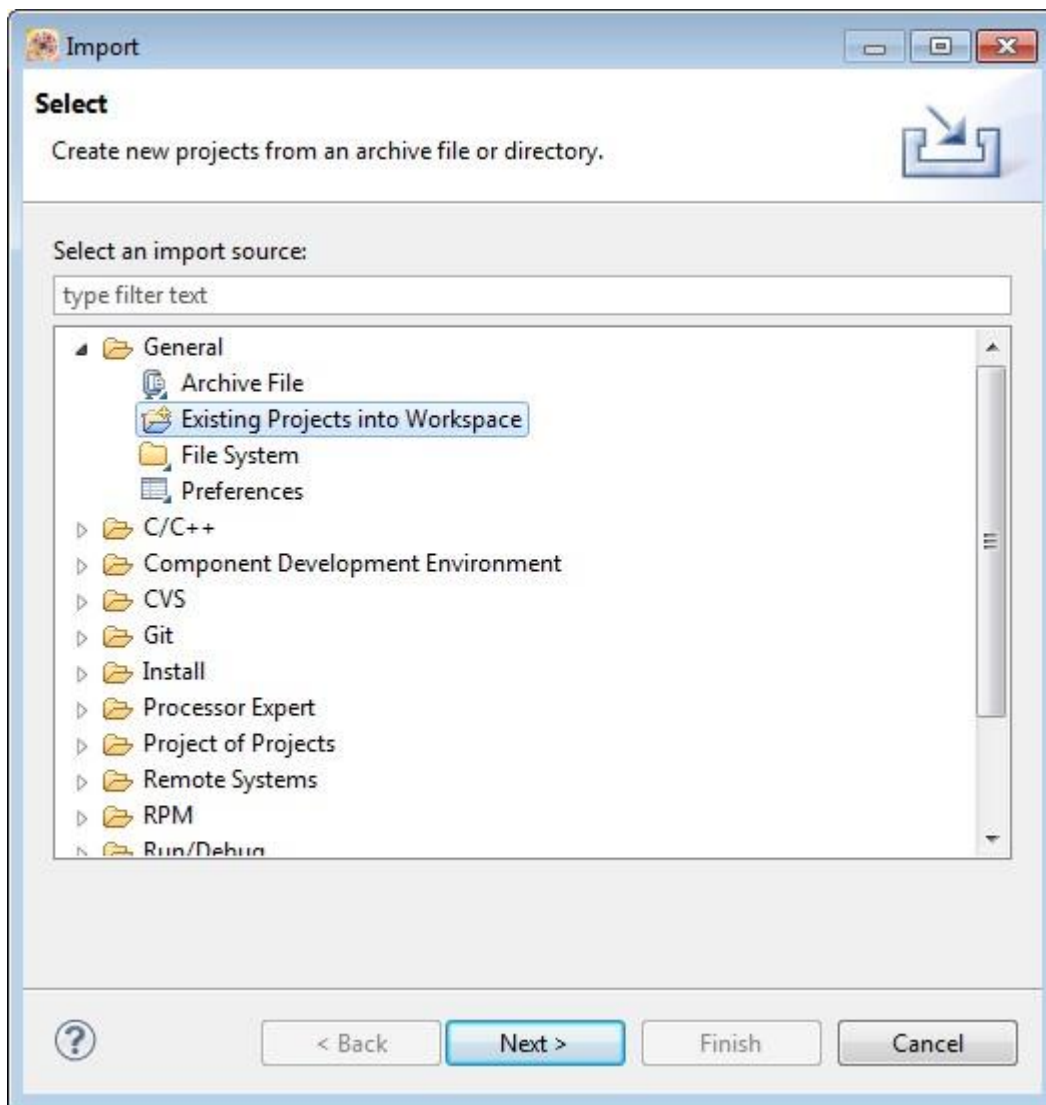 Import
Select
Create new projects from an archive file or directory.
Select an import source:
type filter text
General
Archive File
Existing Projects into Workspace
File System
Preferences
C/C++
Component Development Environment
CVS
Git
Install
Processor Expert
Project of Projects
Remote Systems
RPM
Run/Debug
< Back Next > Finish Cancel